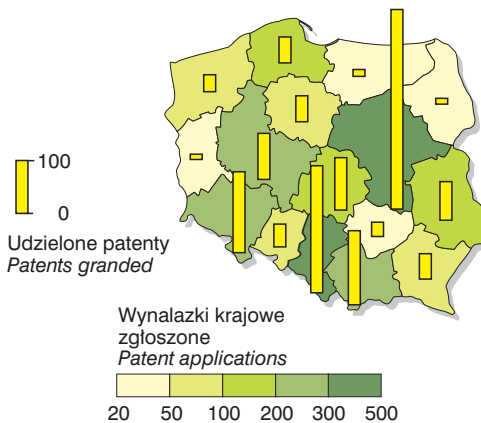 100
0
Udzielone patenty
Patents granded
Wynalazki krajowe
zgłoszone
Patent applications
20 50 100 200 300 500